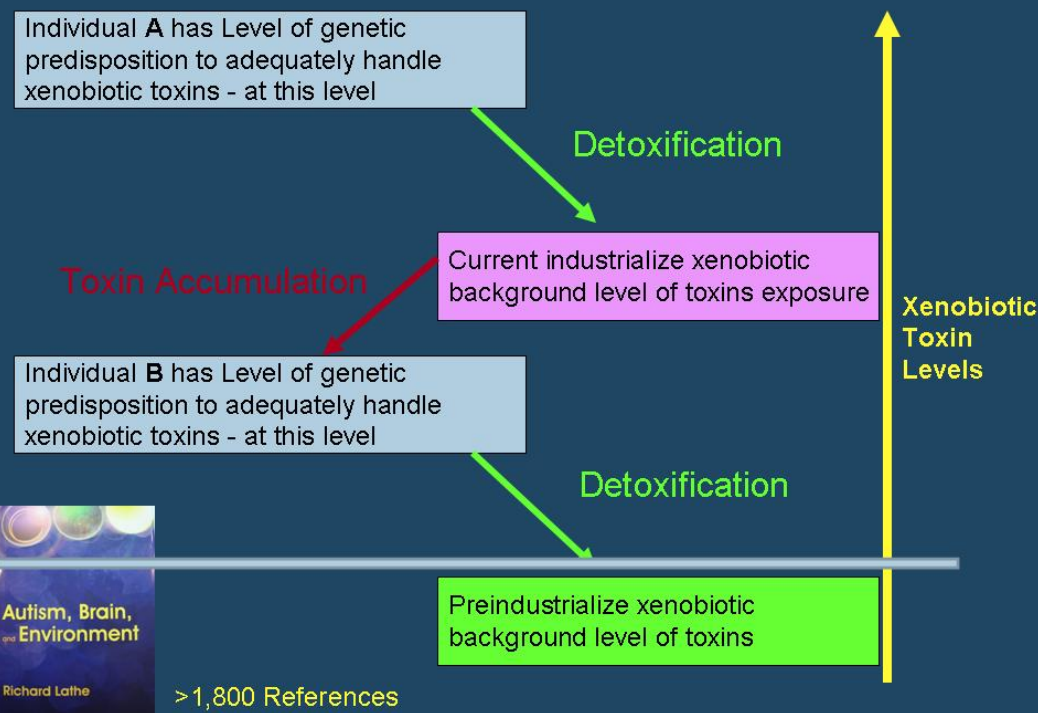 Individual A has Level of genetic
predisposition to adequately handle
xenobiotic toxins - at this level
Detoxification
Current industrialize xenobiotic
background level of toxins exposure
Toxin Accumulation
Xenobiotic
Toxin
Levels
Individual B has Level of genetic
predisposition to adequately handle
xenobiotic toxins - at this level
Detoxification
Preindustrialize xenobiotic
background level of toxins
Autism, Brain,
and Environment
Richard Lathe
>1,800 References